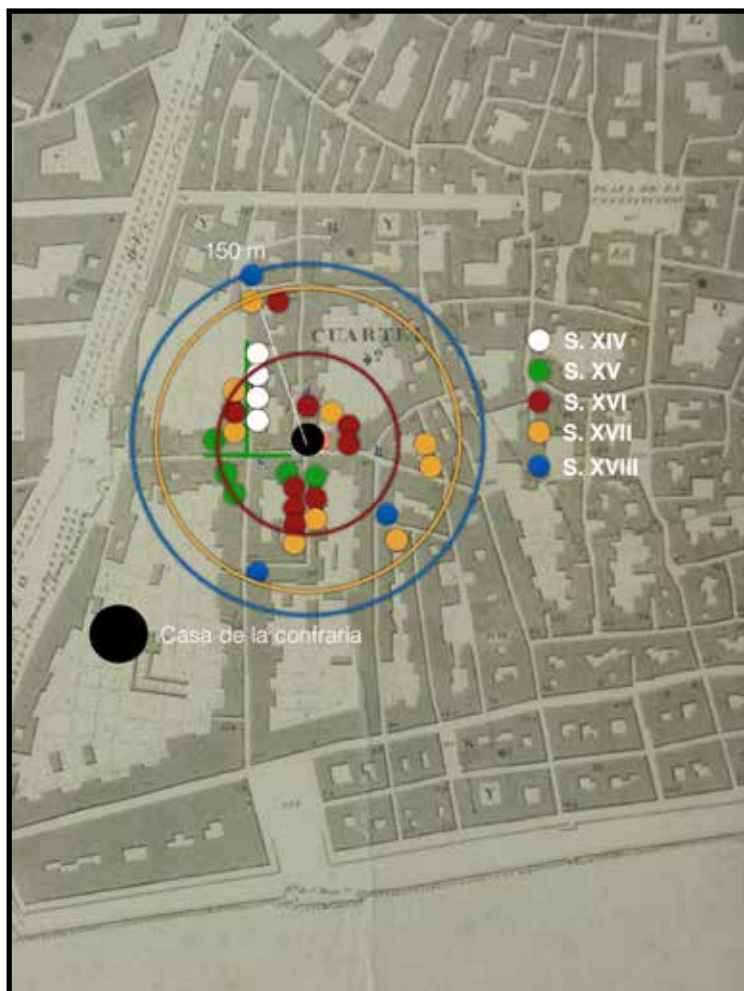 150 m
CUARTEL
S. XIV
S. XV
S. XVI
S. XVII
S. XVIII
Casa de la confraria